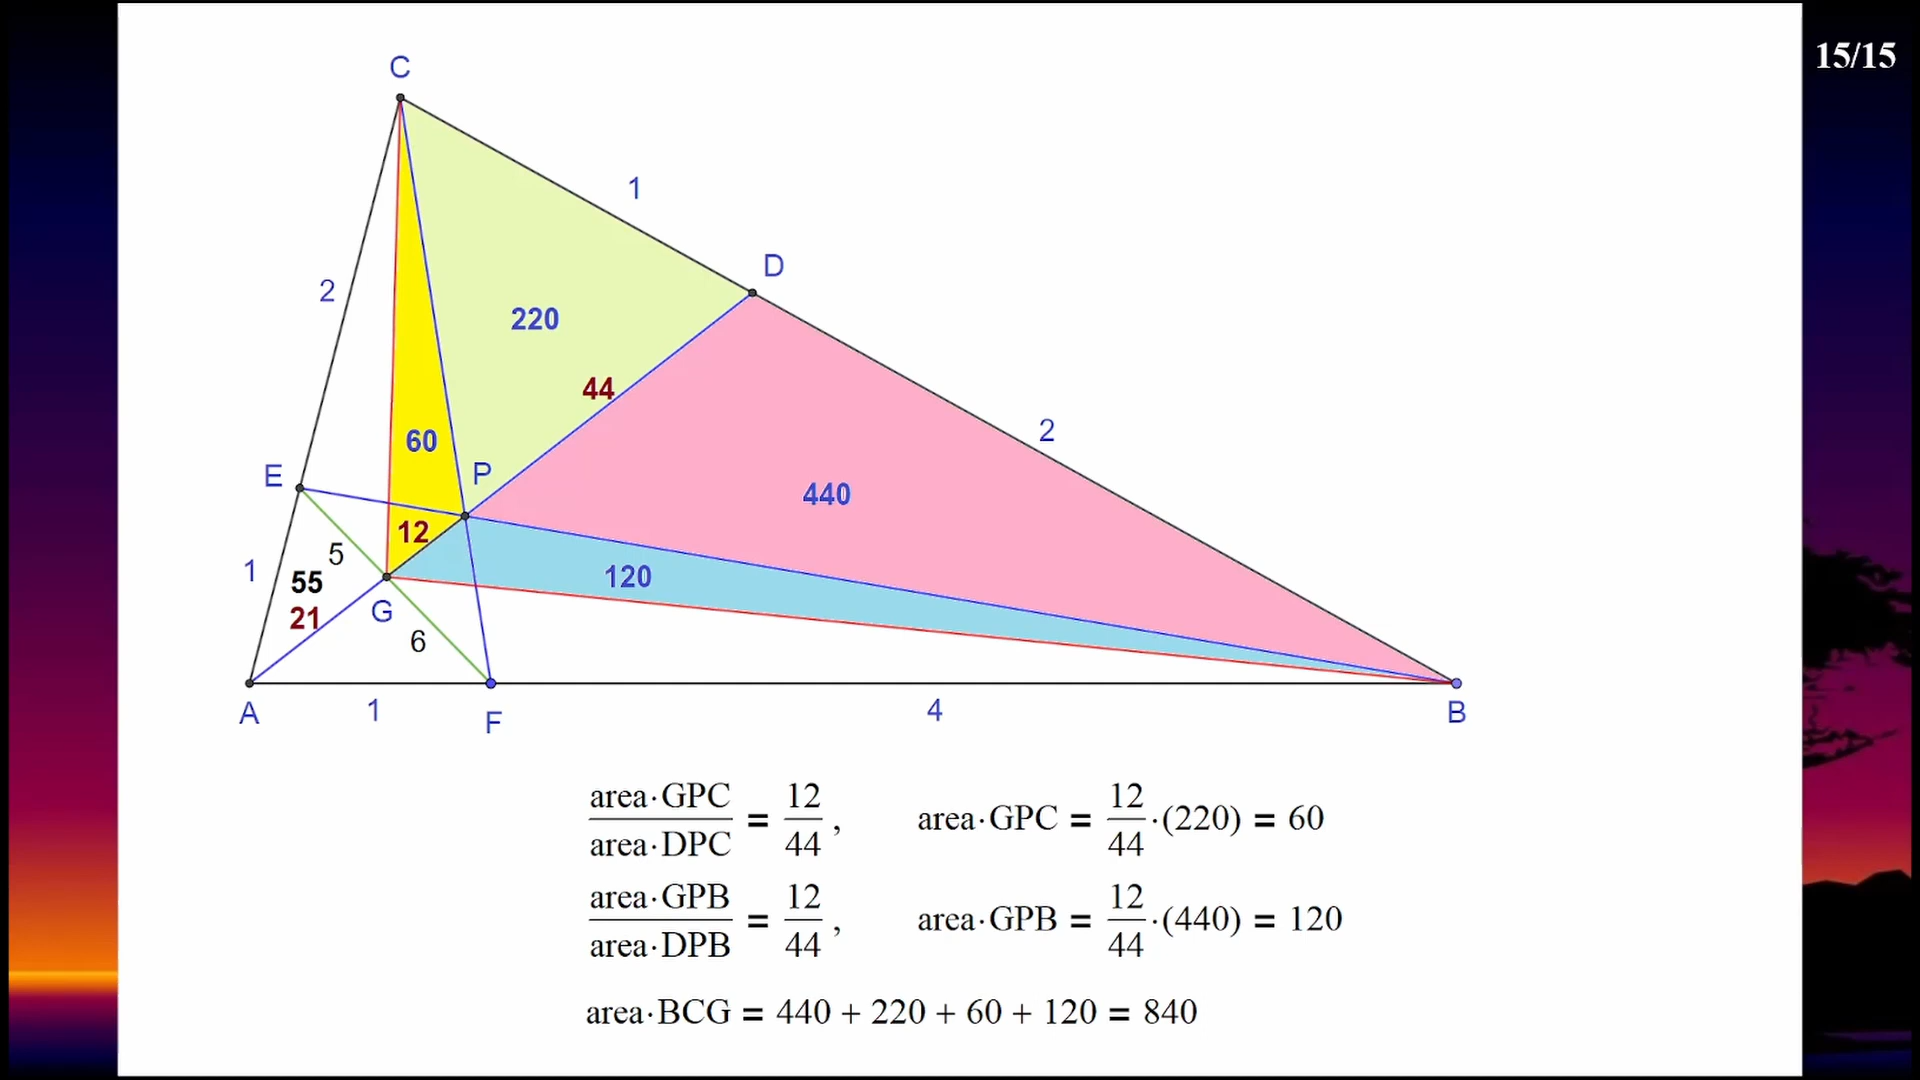 15/15
C
1
D
2
220
44
2
60
P
E
440
12
5
120
1
55
21
G
6
A
1
F
4
B
area·GPC / area·DPC = 12/44 , area·GPC = 12/44 ·(220) = 60
area·GPB / area·DPB = 12/44 , area·GPB = 12/44 ·(440) = 120
area·BCG = 440 + 220 + 60 + 120 = 840